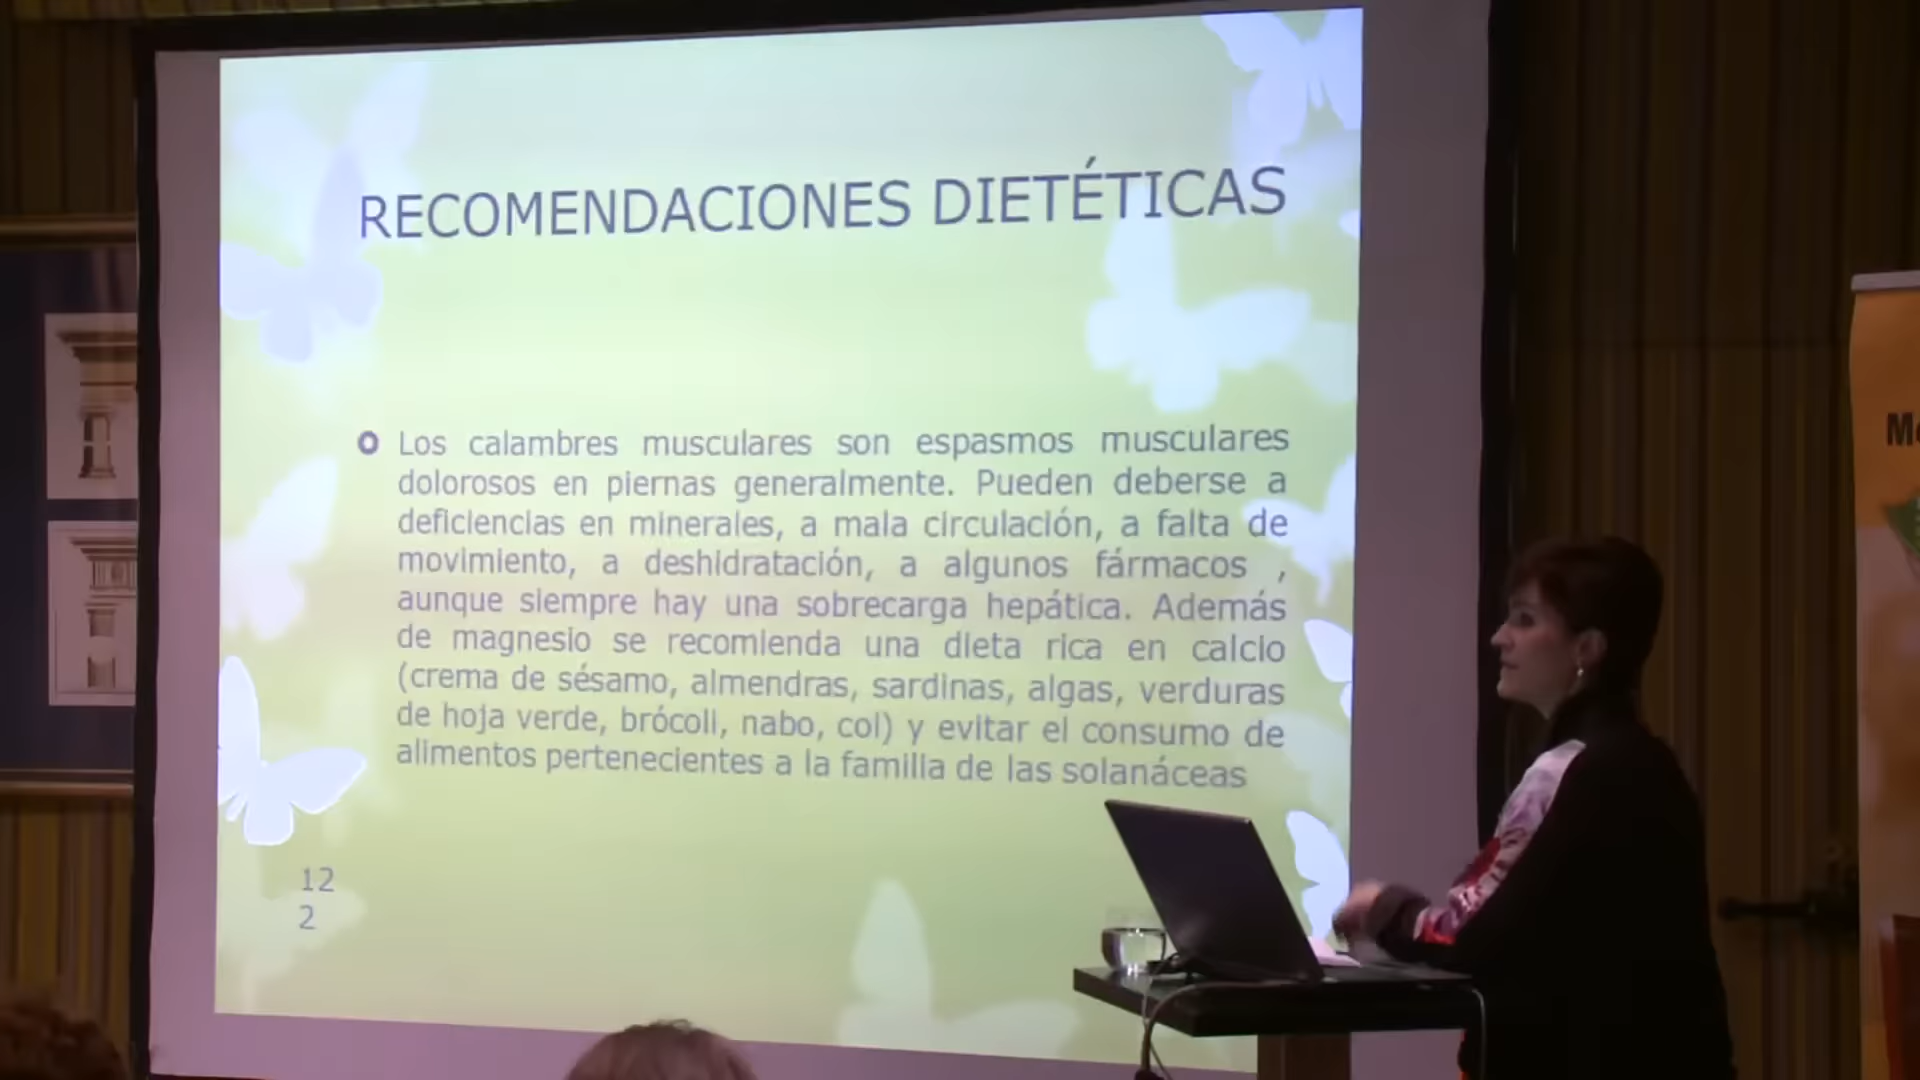 RECOMENDACIONES DIETÉTICAS
Los calambres musculares son espasmos musculares
dolorosos en piernas generalmente. Pueden deberse a
deficiencias en minerales, a mala circulación, a falta de
movimiento, a deshidratación, a algunos fármacos ,
aunque siempre hay una sobrecarga hepática. Además
de magnesio se recomienda una dieta rica en calcio
(crema de sésamo, almendras, sardinas, algas, verduras
de hoja verde, brócoli, nabo, col) y evitar el consumo de
alimentos pertenecientes a la familia de las solanáceas
12
2